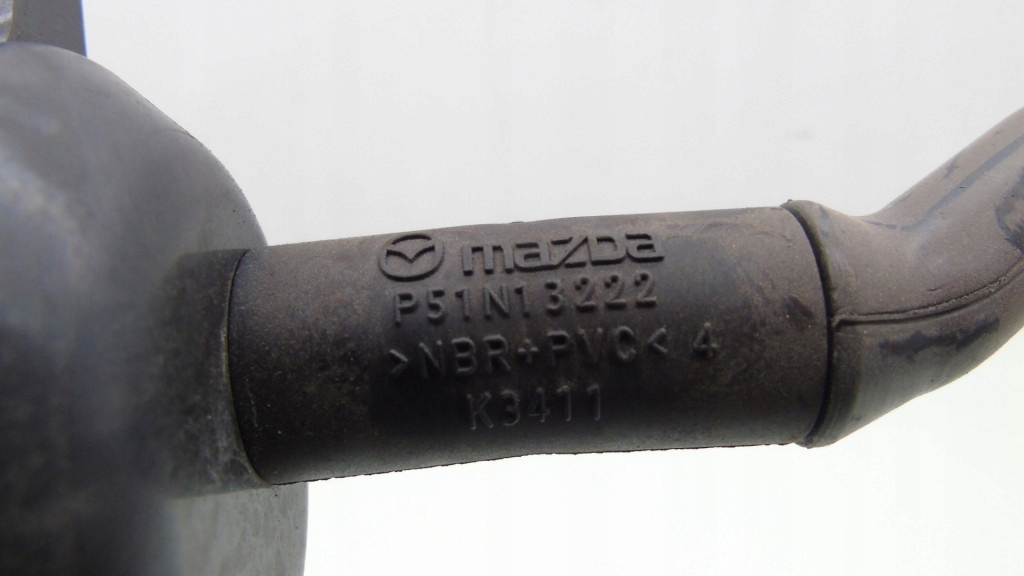 mazda
P51N13222
>NBR+PVC< 4
K3411